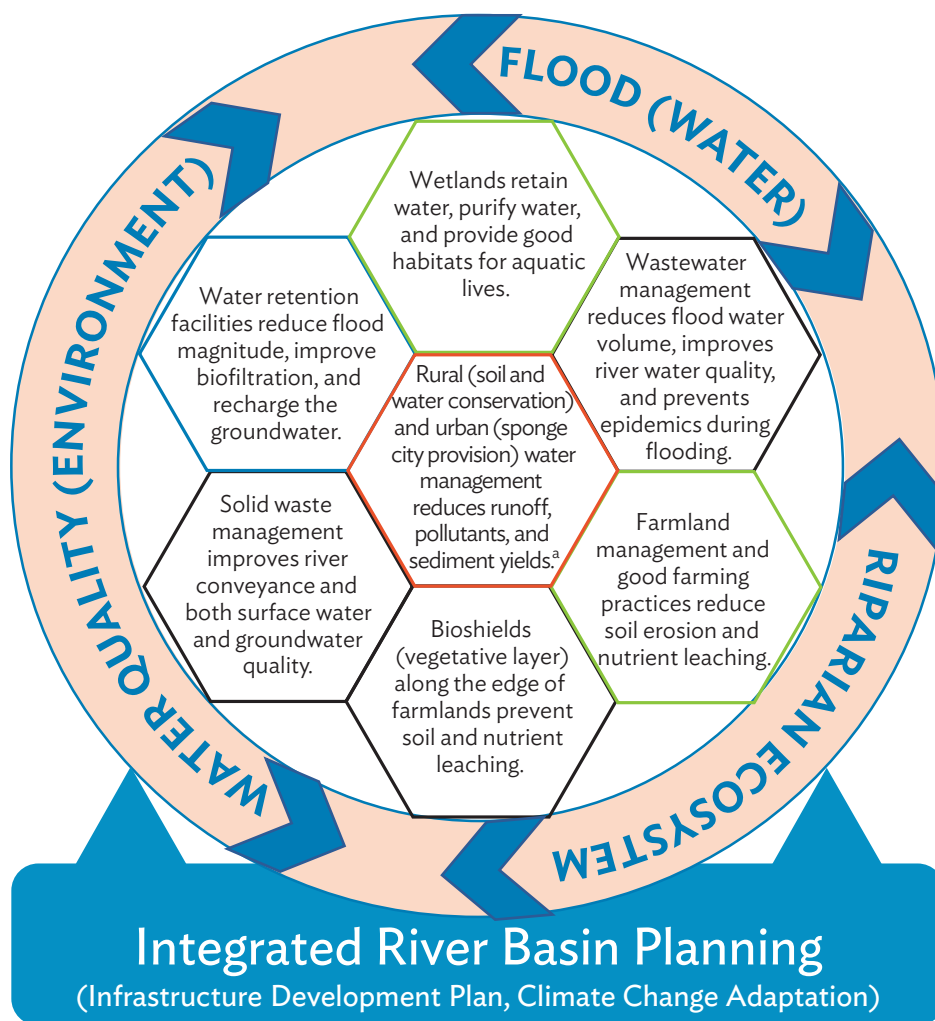 FLOOD (WATER)
WATER QUALITY (ENVIRONMENT)
RIPARIAN ECOSYSTEM
Wetlands retain
water, purify water,
and provide good
habitats for aquatic
lives.
Water retention
facilities reduce flood
magnitude, improve
biofiltration, and
recharge the
groundwater.
Wastewater
management
reduces flood water
volume, improves
river water quality,
and prevents
epidemics during
flooding.
Rural (soil and
water conservation)
and urban (sponge
city provision) water
management
reduces runoff,
pollutants, and
sediment yields.ª
Solid waste
management
improves river
conveyance and
both surface water
and groundwater
quality.
Farmland
management and
good farming
practices reduce
soil erosion and
nutrient leaching.
Bioshields
(vegetative layer)
along the edge of
farmlands prevent
soil and nutrient
leaching.
Integrated River Basin Planning
(Infrastructure Development Plan, Climate Change Adaptation)